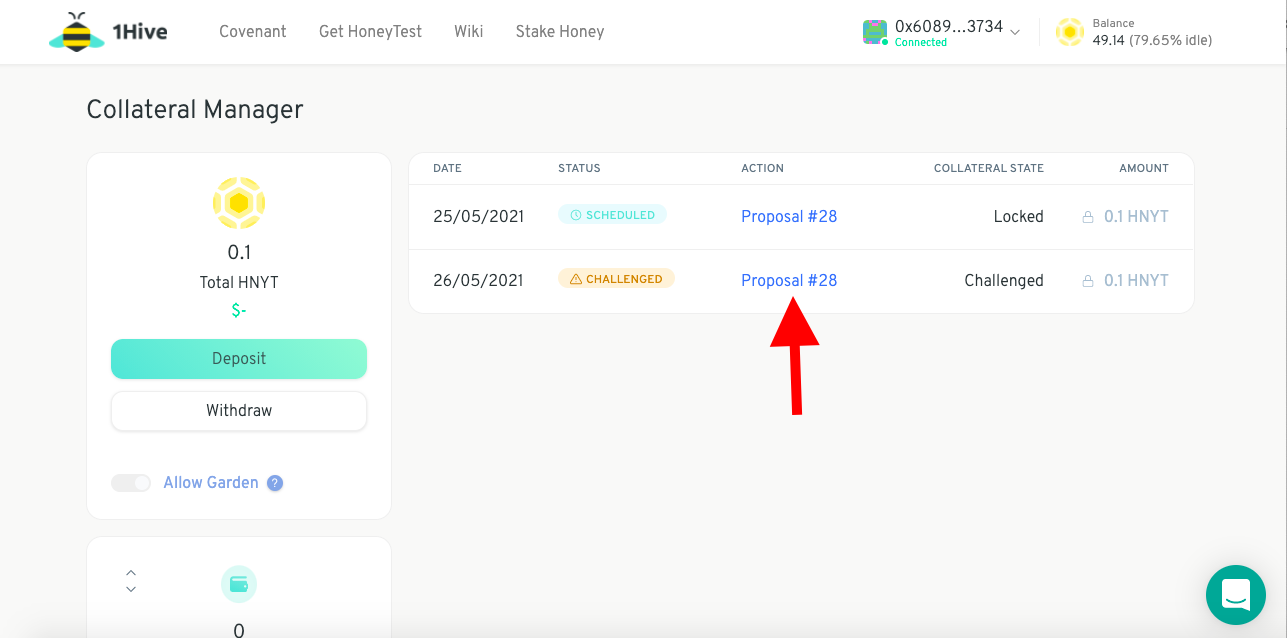 1Hive
Covenant
Get HoneyTest
Wiki
Stake Honey
0x6089...3734
Connected
Balance
49.14 (79.65% idle)
Collateral Manager
0.1
Total HNYT
$-
Deposit
Withdraw
Allow Garden ?
0
DATE STATUS ACTION COLLATERAL STATE AMOUNT
25/05/2021 SCHEDULED Proposal #28 Locked 0.1 HNYT
26/05/2021 CHALLENGED Proposal #28 Challenged 0.1 HNYT